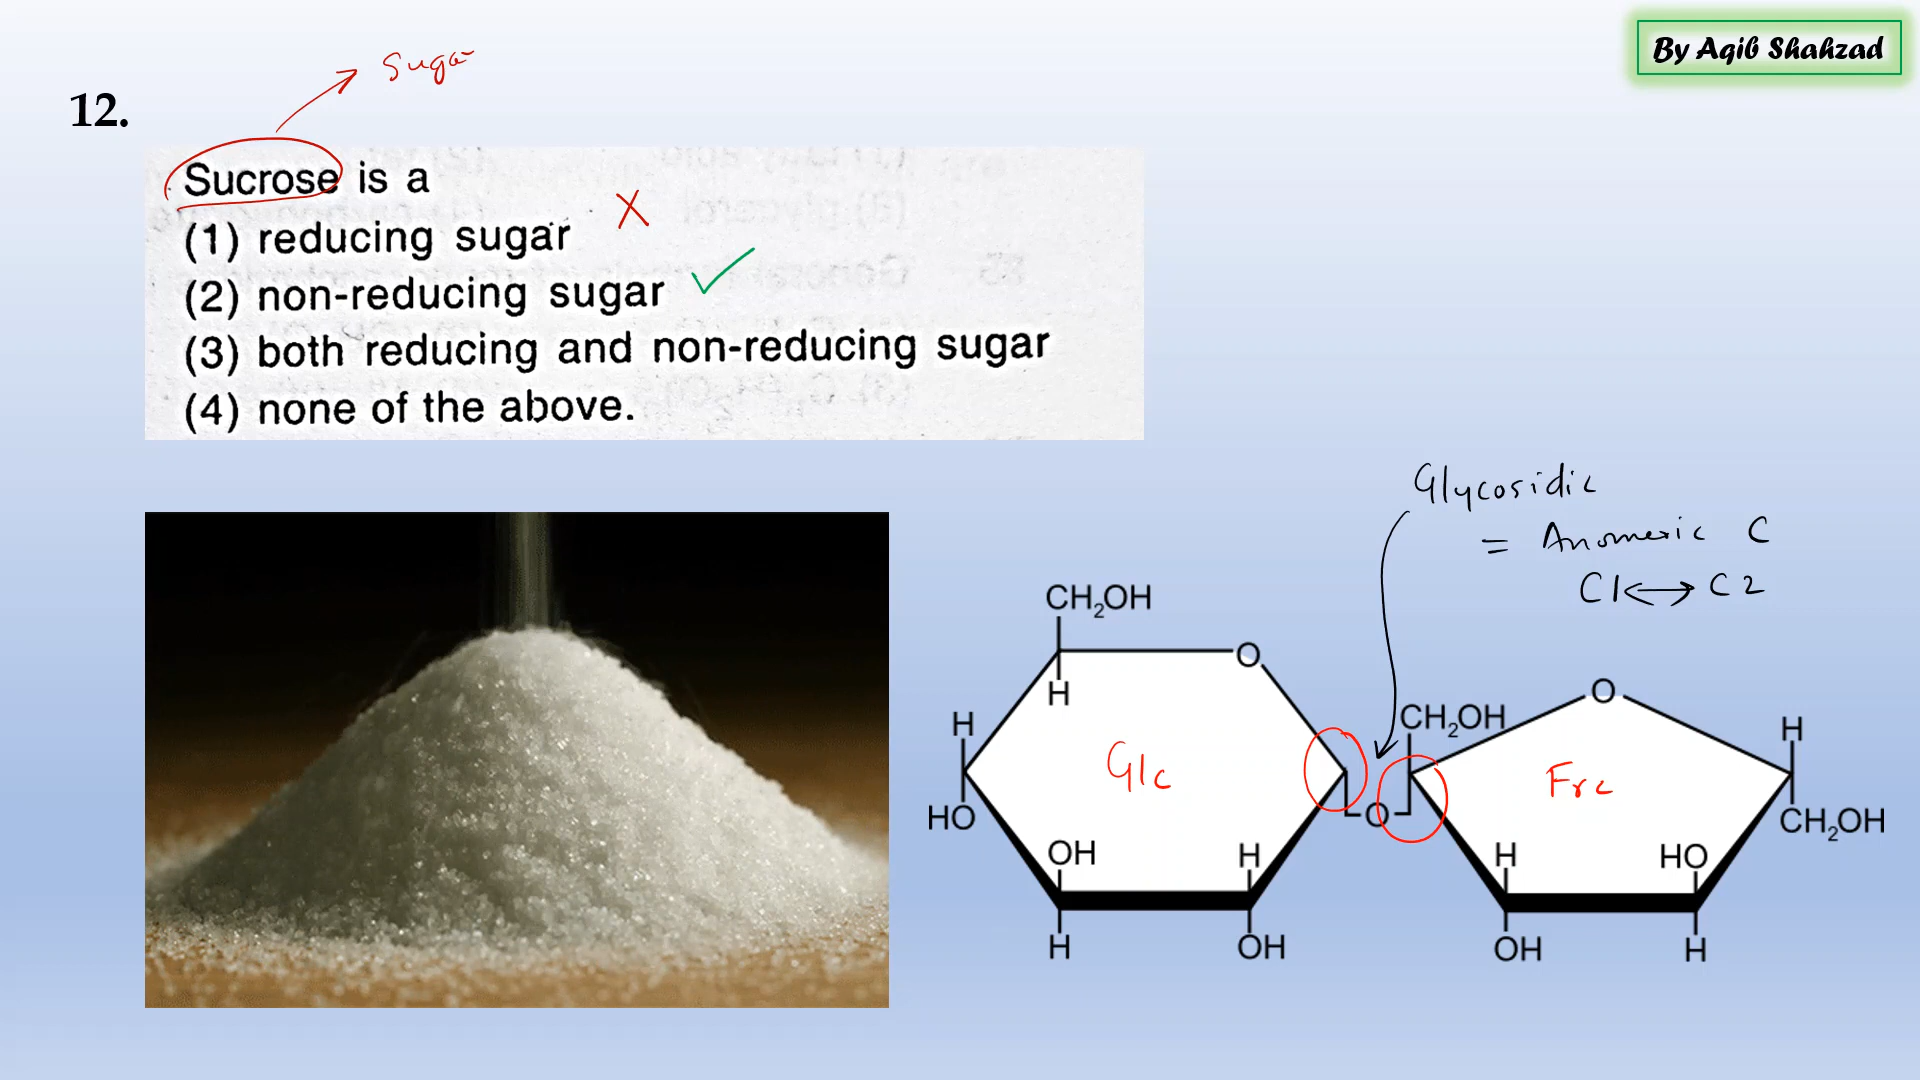 By Aqib Shahzad
Sugar
12.
Sucrose is a
(1) reducing sugar X
(2) non-reducing sugar ✓
(3) both reducing and non-reducing sugar
(4) none of the above.
Glycosidic
= Anomeric C
C1 ↔ C2
CH₂OH
O
H
H
HO
OH
H
H
OH
Glc
O
CH₂OH
O
H
CH₂OH
H
HO
OH
H
Frc